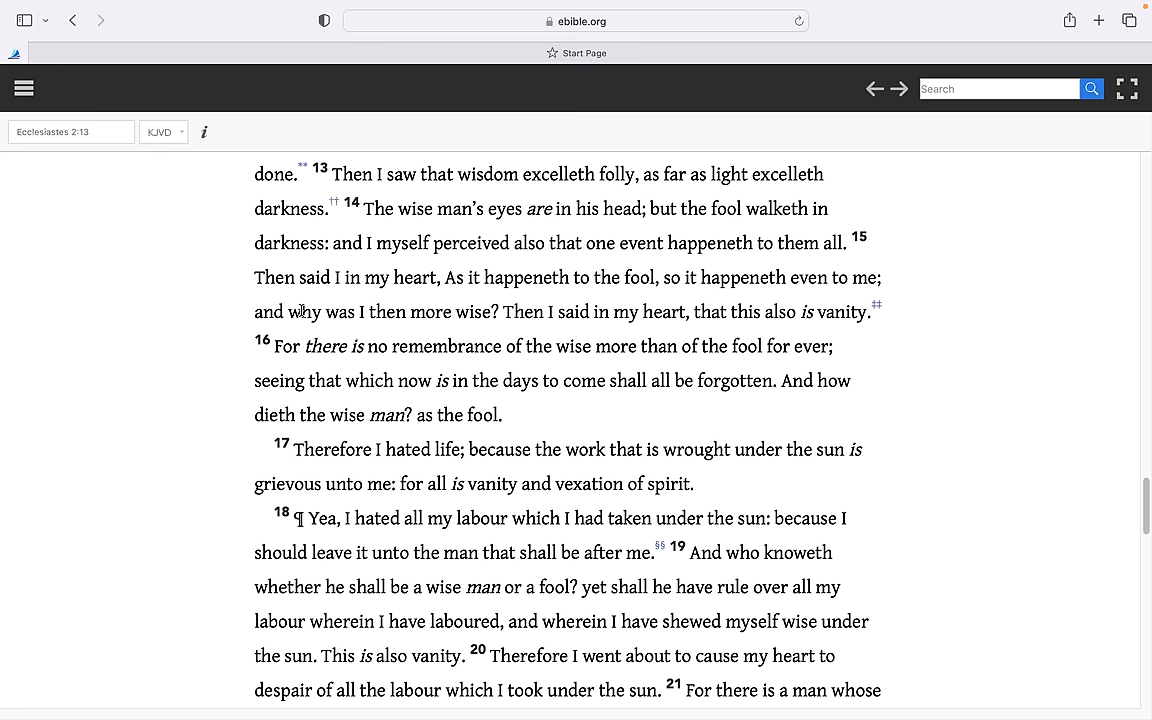 ebible.org
Start Page
Search
Ecclesiastes 2:13
KJVD
i
done.** 13 Then I saw that wisdom excelleth folly, as far as light excelleth
darkness.†† 14 The wise man's eyes are in his head; but the fool walketh in
darkness: and I myself perceived also that one event happeneth to them all. 15
Then said I in my heart, As it happeneth to the fool, so it happeneth even to me;
and why was I then more wise? Then I said in my heart, that this also is vanity.‡‡
16 For there is no remembrance of the wise more than of the fool for ever;
seeing that which now is in the days to come shall all be forgotten. And how
dieth the wise man? as the fool.
17 Therefore I hated life; because the work that is wrought under the sun is
grievous unto me: for all is vanity and vexation of spirit.
18 ¶ Yea, I hated all my labour which I had taken under the sun: because I
should leave it unto the man that shall be after me.§§ 19 And who knoweth
whether he shall be a wise man or a fool? yet shall he have rule over all my
labour wherein I have laboured, and wherein I have shewed myself wise under
the sun. This is also vanity. 20 Therefore I went about to cause my heart to
despair of all the labour which I took under the sun. 21 For there is a man whose